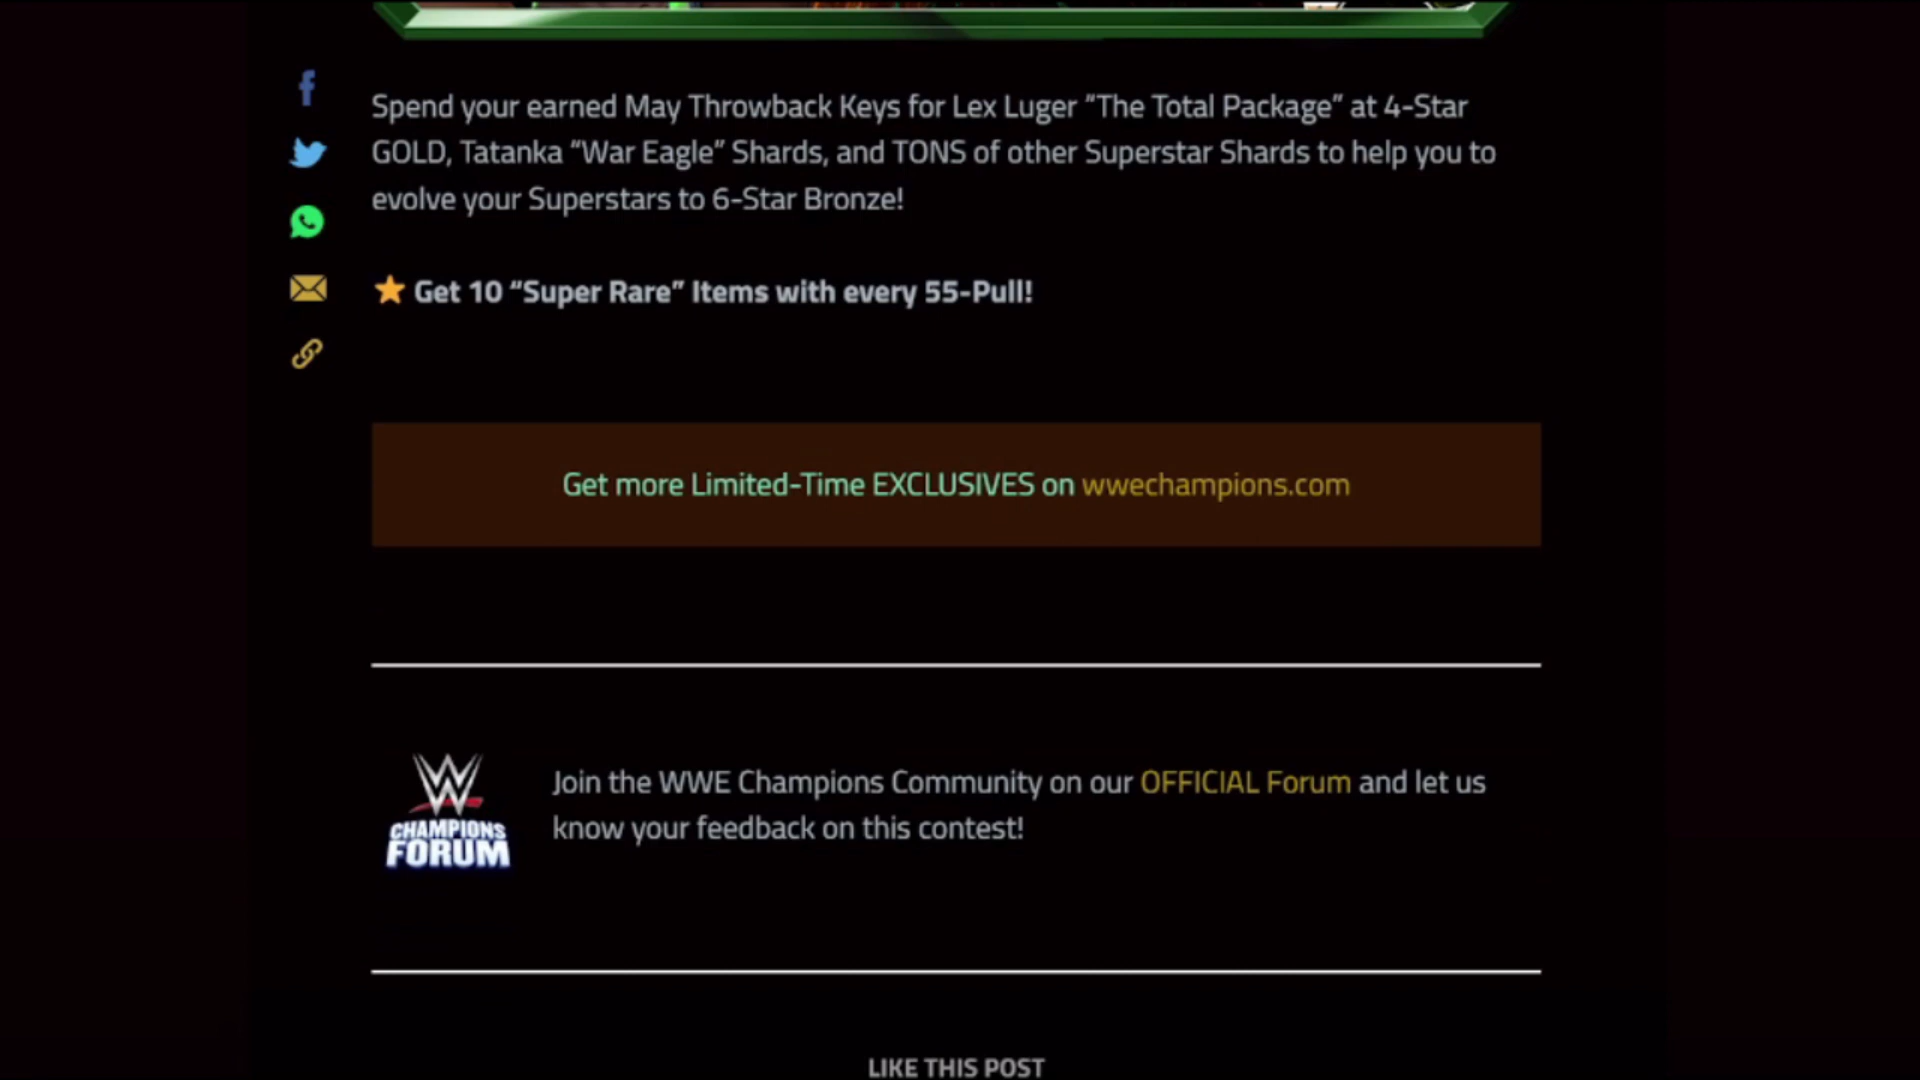 Spend your earned May Throwback Keys for Lex Luger “The Total Package” at 4-Star
GOLD, Tatanka “War Eagle” Shards, and TONS of other Superstar Shards to help you to
evolve your Superstars to 6-Star Bronze!
Get 10 “Super Rare” Items with every 55-Pull!
Get more Limited-Time EXCLUSIVES on wwechampions.com
W
CHAMPIONS
FORUM
Join the WWE Champions Community on our OFFICIAL Forum and let us
know your feedback on this contest!
LIKE THIS POST